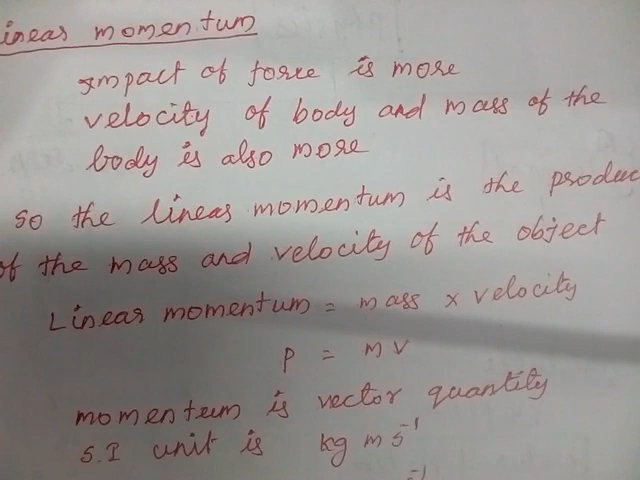 inear momentum
Impact of force is more
velocity of body and mass of the
body is also more
so the linear momentum is the produc
of the mass and velocity of the object
Linear momentum = mass x velocity
P = mv
momentum is vector quantity
S.I unit is kg m s⁻¹
⁻¹